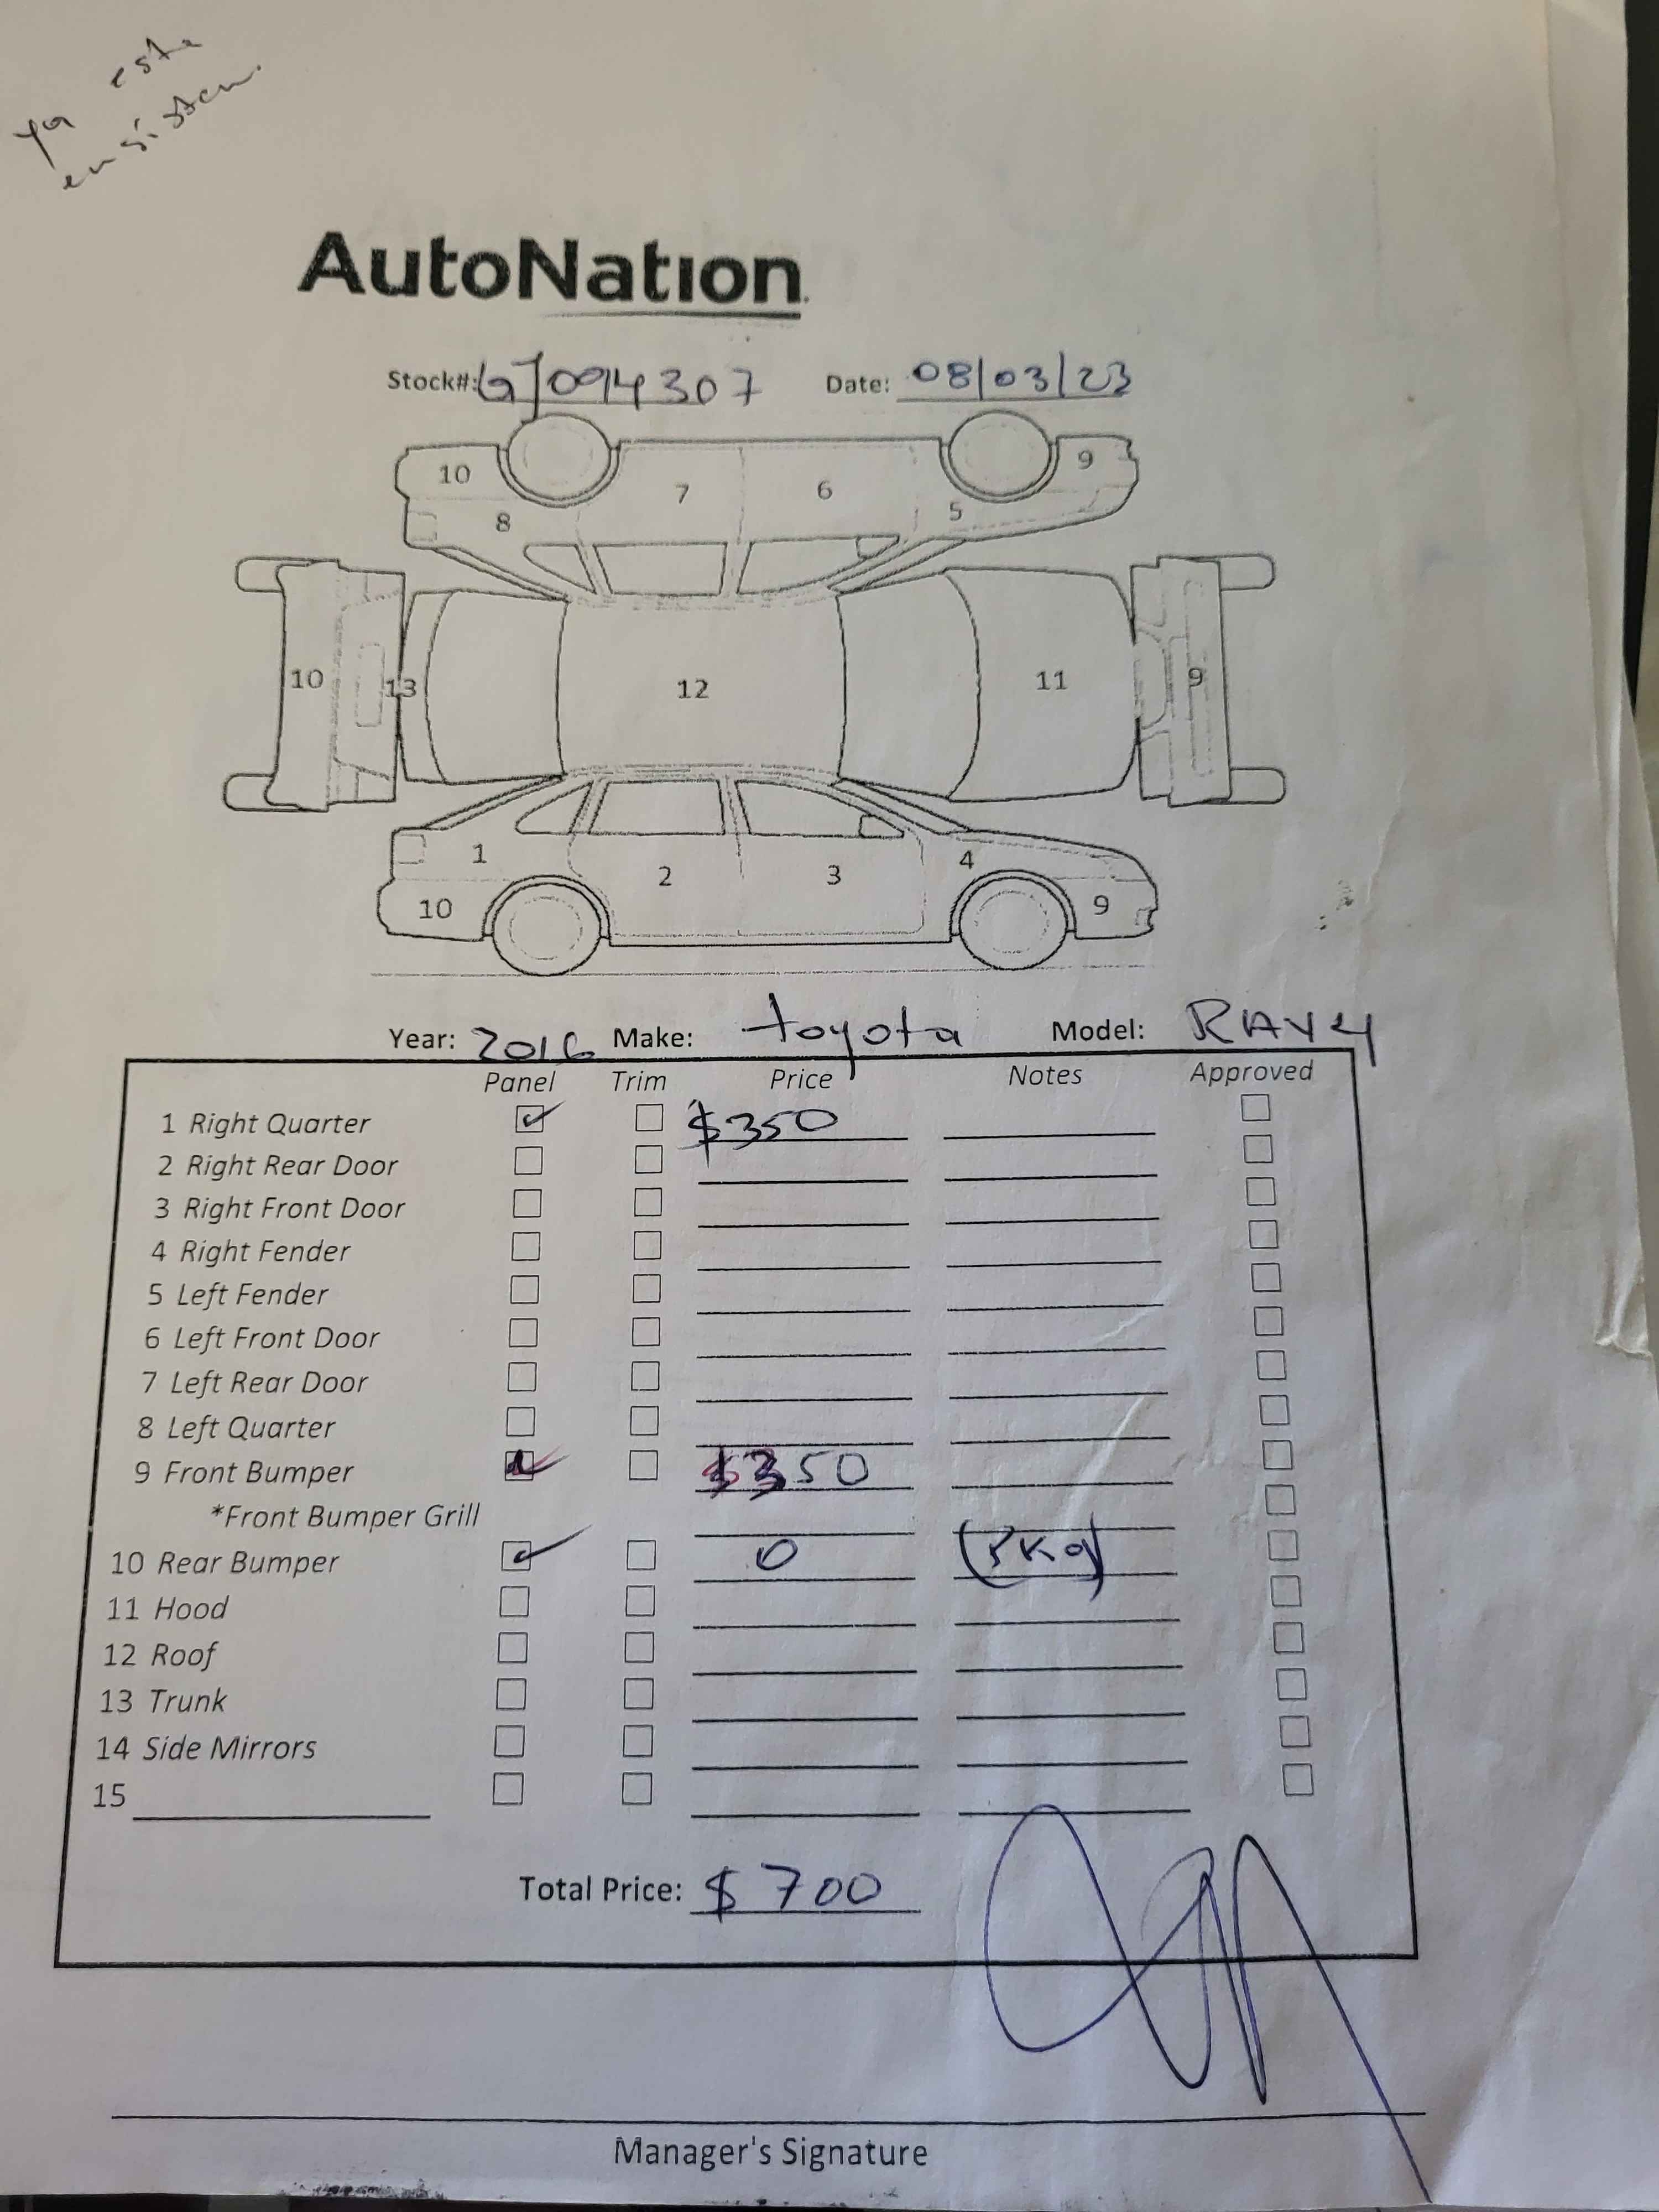 ya esta
en sistem.
AutoNation
Stock#: GJ094307 Date: 08/03/23
10 7 6 5 9
8
10 13 12 11 9
1 2 3 4
10 9
Year: 2016 Make: toyota Model: RAV4
Panel Trim Price Notes Approved
1 Right Quarter $350
2 Right Rear Door
3 Right Front Door
4 Right Fender
5 Left Fender
6 Left Front Door
7 Left Rear Door
8 Left Quarter
9 Front Bumper $350
*Front Bumper Grill
10 Rear Bumper 0
11 Hood
12 Roof
13 Trunk
14 Side Mirrors
15
Total Price: $700
Manager's Signature